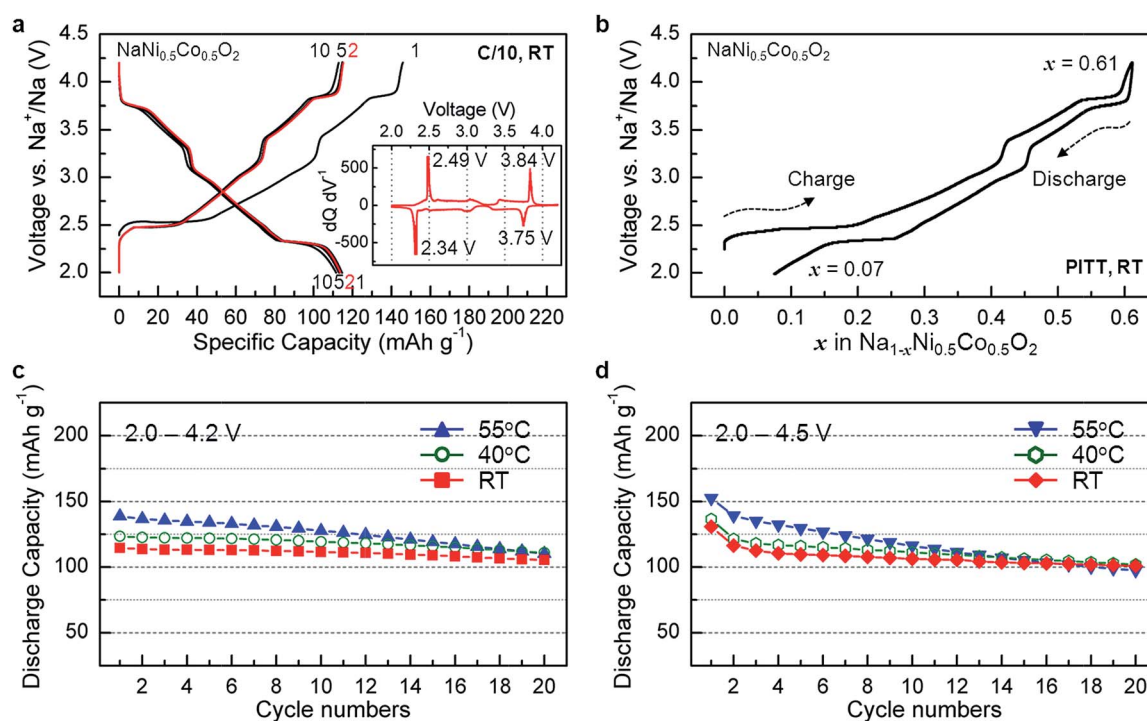 a
NaNi₀.₅Co₀.₅O₂
10 5 2
1
C/10, RT
4.5
4.0
3.5
3.0
2.5
2.0
Voltage vs. Na⁺/Na (V)
Voltage (V)
2.0 2.5 3.0 3.5 4.0
5000
0
-5000
dQ dV⁻¹
2.49 V
3.84 V
2.34 V
3.75 V
10 5 2 1
0 20 40 60 80 100 120 140 160 180 200 220
Specific Capacity (mAh g⁻¹)
b
NaNi₀.₅Co₀.₅O₂
x = 0.61
4.5
4.0
3.5
3.0
2.5
2.0
Voltage vs. Na⁺/Na (V)
Charge
Discharge
x = 0.07
PITT, RT
0.0 0.1 0.2 0.3 0.4 0.5 0.6
x in Na₁₋ₓNi₀.₅Co₀.₅O₂
c
2.0 – 4.2 V
55°C
40°C
RT
200
150
100
50
Discharge Capacity (mAh g⁻¹)
2 4 6 8 10 12 14 16 18 20
Cycle numbers
d
2.0 – 4.5 V
55°C
40°C
RT
200
150
100
50
Discharge Capacity (mAh g⁻¹)
2 4 6 8 10 12 14 16 18 20
Cycle numbers